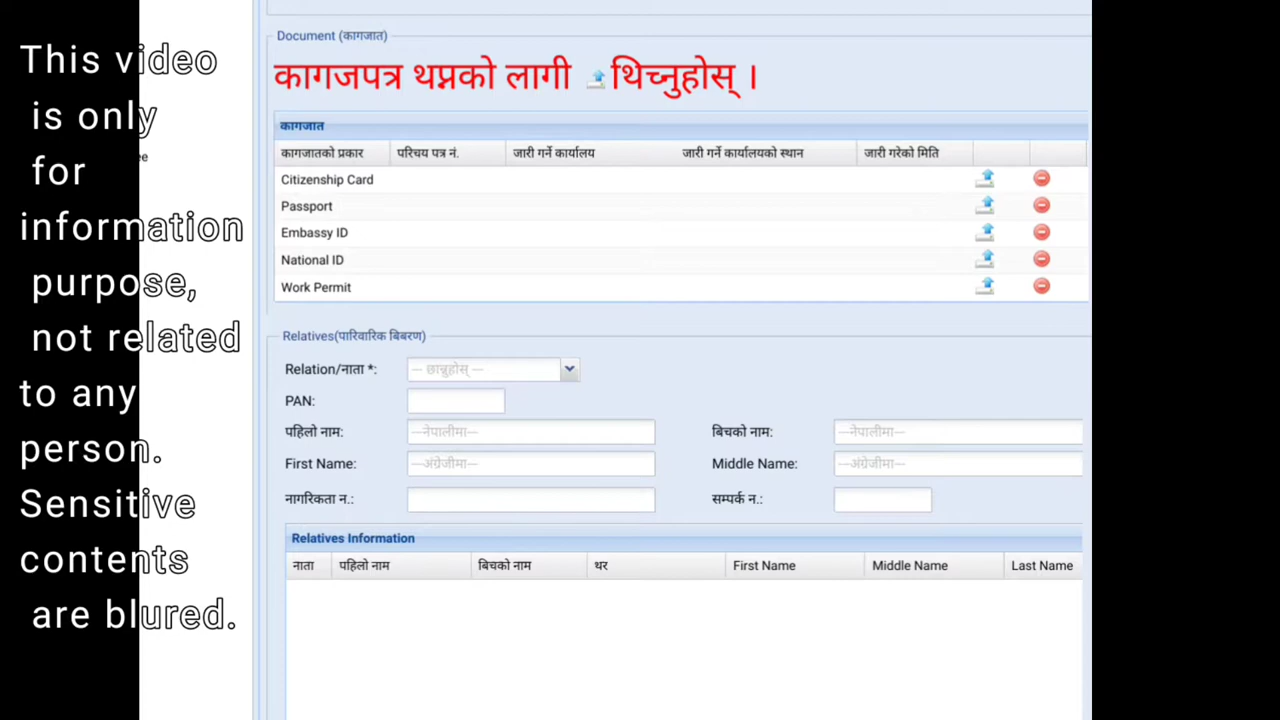 This video
is only
for
information
purpose,
not related
to any
person.
Sensitive
contents
are blured.
ee
Document (कागजात)
कागजपत्र थप्नको लागी थिच्नुहोस् ।
कागजात
कागजातको प्रकार परिचय पत्र नं. जारी गर्ने कार्यालय जारी गर्ने कार्यालयको स्थान जारी गरेको मिति
Citizenship Card
Passport
Embassy ID
National ID
Work Permit
Relatives(पारिवारिक बिबरण)
Relation/नाता *: --- छान्नुहोस् ---
PAN:
पहिलो नाम: ---नेपालीमा--- बिचको नाम: ---नेपालीमा---
First Name: ---अंग्रेजीमा--- Middle Name: ---अंग्रेजीमा---
नागरिकता न.: सम्पर्क न.:
Relatives Information
नाता पहिलो नाम बिचको नाम थर First Name Middle Name Last Name